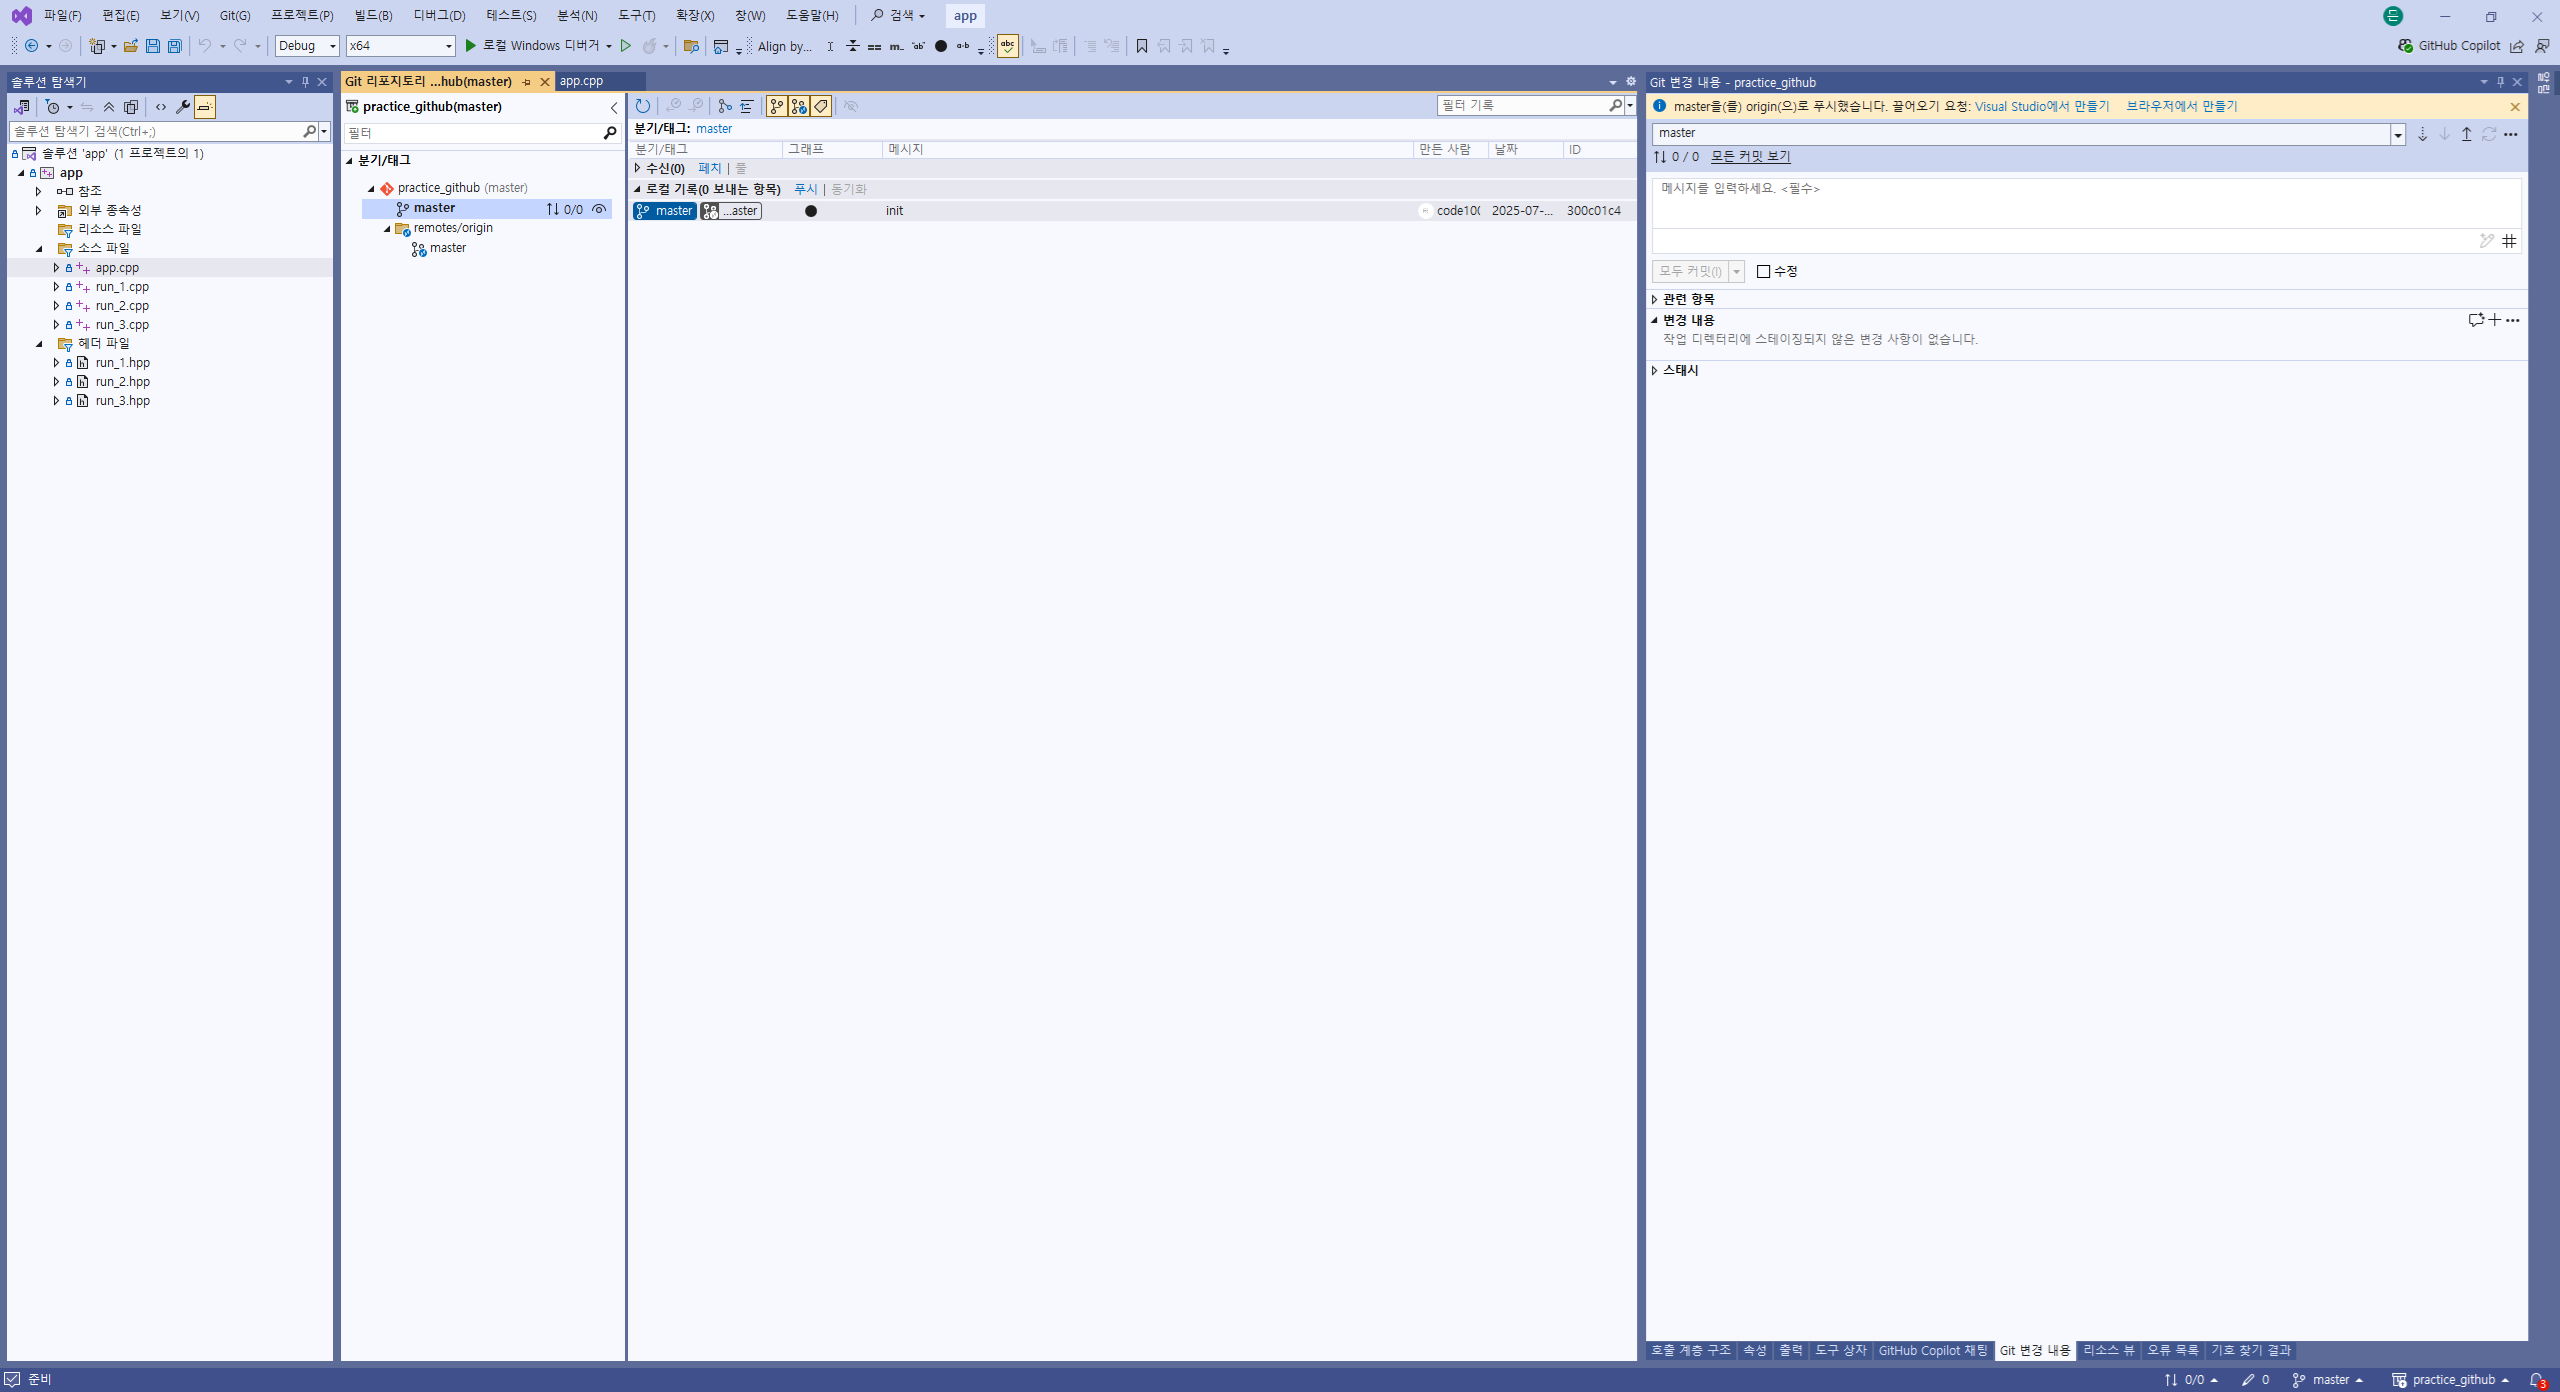 파일(F) 편집(E) 보기(V) Git(G) 프로젝트(P) 빌드(B) 디버그(D) 테스트(S) 분석(N) 도구(T) 확장(X) 창(W) 도움말(H) 검색 app 든
Debug x64 로컬 Windows 디버거 Align by... m.. "ab" a-b abc GitHub Copilot
솔루션 탐색기
솔루션 탐색기 검색(Ctrl+;)
솔루션 'app' (1 프로젝트의 1)
app
참조
외부 종속성
리소스 파일
소스 파일
app.cpp
run_1.cpp
run_2.cpp
run_3.cpp
헤더 파일
run_1.hpp
run_2.hpp
run_3.hpp
Git 리포지토리 ...hub(master) app.cpp
practice_github(master)
필터
분기/태그
practice_github (master)
master 0/0
remotes/origin
master
필터 기록
분기/태그: master
분기/태그 그래프 메시지 만든 사람 날짜 ID
수신(0) 페치 | 풀
로컬 기록(0 보내는 항목) 푸시 | 동기화
master ...aster init code10 2025-07-... 300c01c4
Git 변경 내용 - practice_github
master을(를) origin(으)로 푸시했습니다. 끌어오기 요청: Visual Studio에서 만들기 브라우저에서 만들기
master
0 / 0 모든 커밋 보기
메시지를 입력하세요. <필수>
모두 커밋(I) 수정
관련 항목
변경 내용
작업 디렉터리에 스테이징되지 않은 변경 사항이 없습니다.
스태시
호출 계층 구조 속성 출력 도구 상자 GitHub Copilot 채팅 Git 변경 내용 리소스 뷰 오류 목록 기호 찾기 결과
준비 0/0 0 master practice_github 3